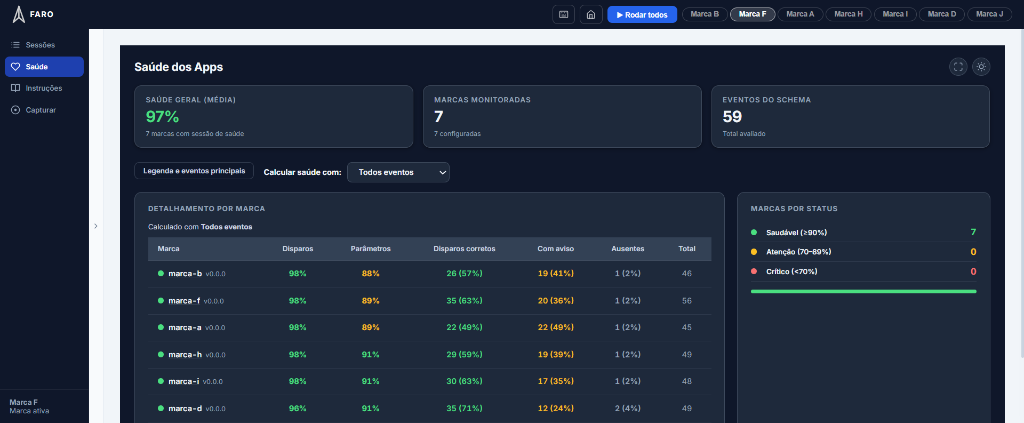 FARO
Rodar todos
Marca B
Marca F
Marca A
Marca H
Marca I
Marca D
Marca J
Sessões
Saúde
Instruções
Capturar
Saúde dos Apps
SAÚDE GERAL (MÉDIA)
97%
7 marcas com sessão de saúde
MARCAS MONITORADAS
7
7 configuradas
EVENTOS DO SCHEMA
59
Total avaliado
Legenda e eventos principais
Calcular saúde com:
Todos eventos
DETALHAMENTO POR MARCA
Calculado com Todos eventos
Marca Disparos Parâmetros Disparos corretos Com aviso Ausentes Total
marca-b v0.0.0 98% 88% 26 (57%) 19 (41%) 1 (2%) 46
marca-f v0.0.0 98% 89% 35 (63%) 20 (36%) 1 (2%) 56
marca-a v0.0.0 98% 89% 22 (49%) 22 (49%) 1 (2%) 45
marca-h v0.0.0 98% 91% 29 (59%) 19 (39%) 1 (2%) 49
marca-i v0.0.0 98% 91% 30 (63%) 17 (35%) 1 (2%) 48
marca-d v0.0.0 96% 91% 35 (71%) 12 (24%) 2 (4%) 49
MARCAS POR STATUS
Saudável (≥90%) 7
Atenção (70–89%) 0
Crítico (<70%) 0
Marca F
Marca ativa